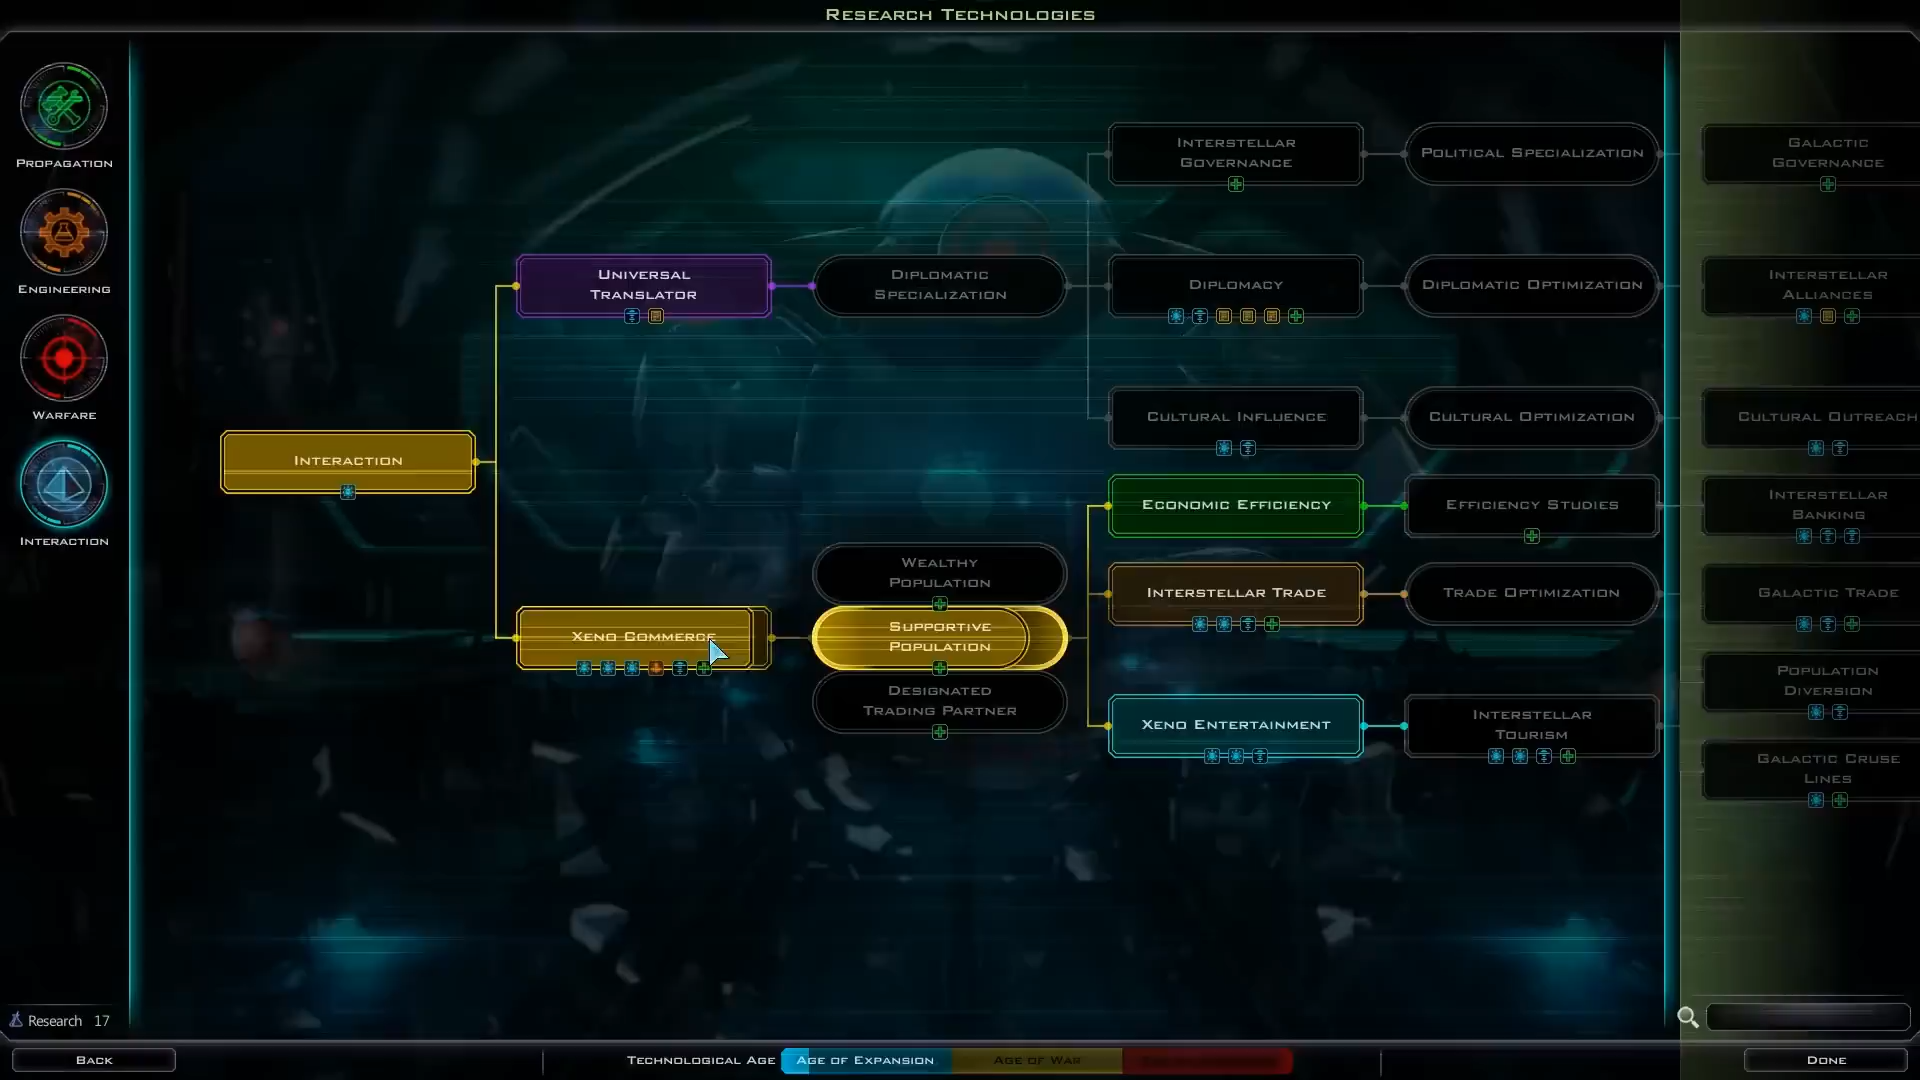 Research Technologies
Propagation
Engineering
Warfare
Interaction
Interaction
Universal
Translator
Xeno Commerce
Diplomatic
Specialization
Wealthy
Population
Supportive
Population
Designated
Trading Partner
Interstellar
Governance
Diplomacy
Cultural Influence
Economic Efficiency
Interstellar Trade
Xeno Entertainment
Political Specialization
Diplomatic Optimization
Cultural Optimization
Efficiency Studies
Trade Optimization
Interstellar
Tourism
Galactic
Governance
Interstellar
Alliances
Cultural Outreach
Interstellar
Banking
Galactic Trade
Population
Diversion
Galactic Cruse
Lines
Research 17
Back
Technological Age
Age of Expansion
Age of War
Done